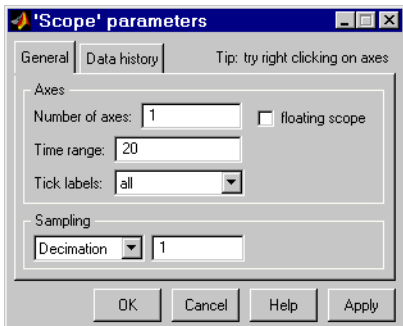 'Scope' parameters
General Data history Tip: try right clicking on axes
Axes
Number of axes: 1 floating scope
Time range: 20
Tick labels: all
Sampling
Decimation 1
OK Cancel Help Apply